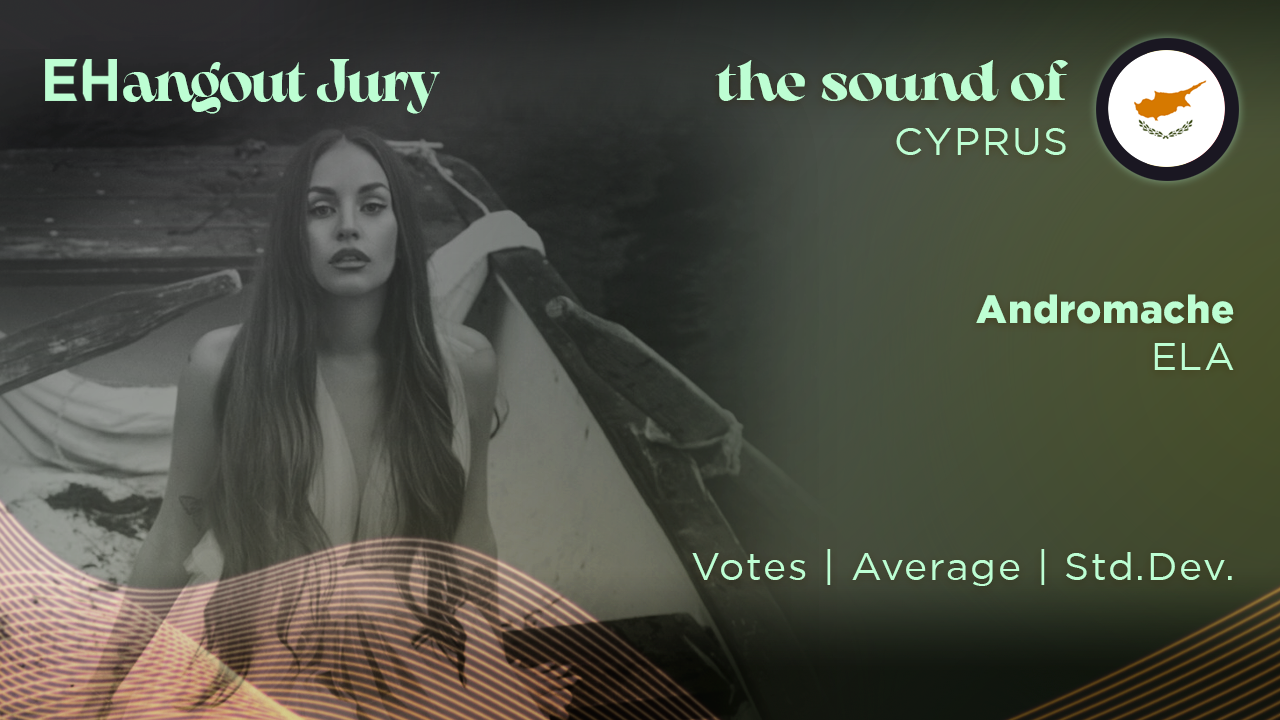 EHangout Jury
the sound of
CYPRUS
Andromache
ELA
Votes | Average | Std.Dev.